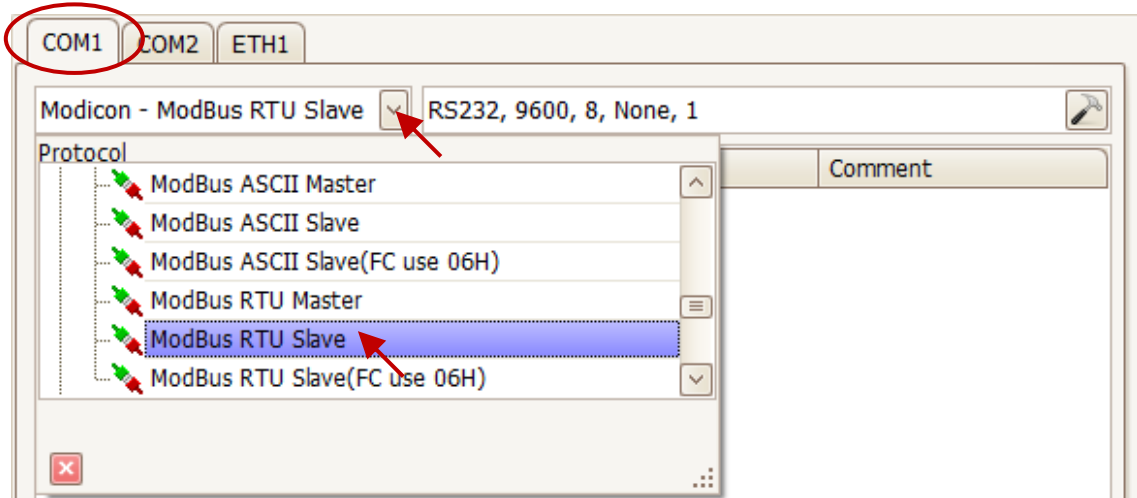 COM1 COM2 ETH1
Modicon - ModBus RTU Slave RS232, 9600, 8, None, 1
Protocol
Comment
ModBus ASCII Master
ModBus ASCII Slave
ModBus ASCII Slave(FC use 06H)
ModBus RTU Master
ModBus RTU Slave
ModBus RTU Slave(FC use 06H)